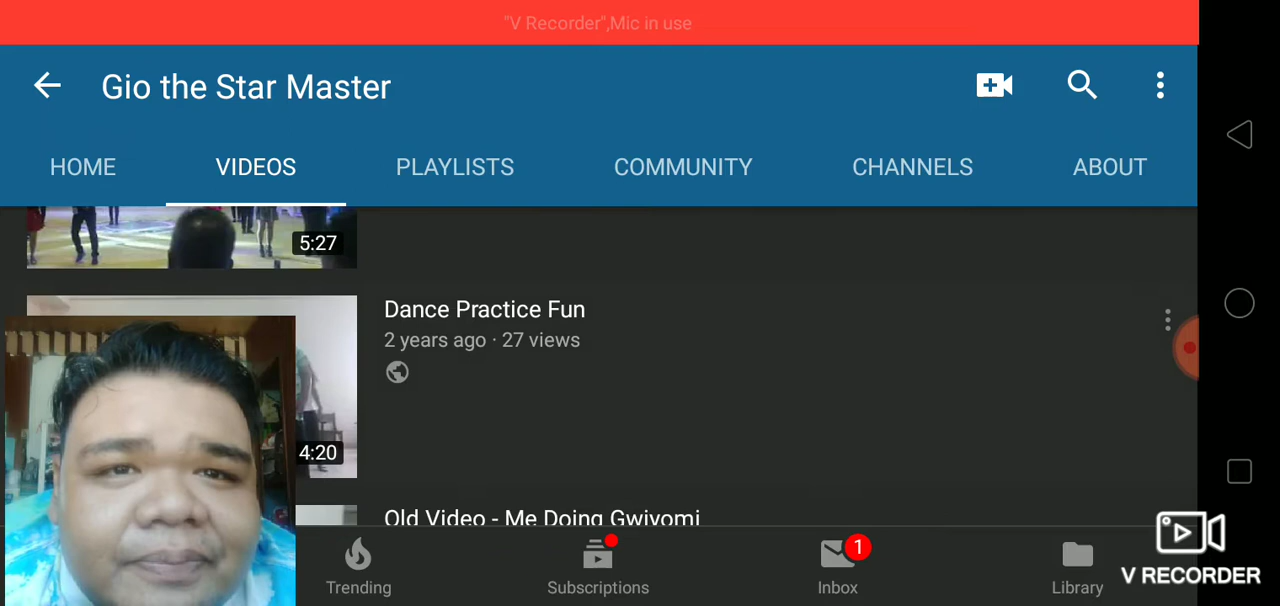 "V Recorder",Mic in use
Gio the Star Master
HOME VIDEOS PLAYLISTS COMMUNITY CHANNELS ABOUT
5:27
Dance Practice Fun
2 years ago · 27 views
4:20
Old Video - Me Doing Gwiyomi
Trending Subscriptions Inbox 1 Library
V RECORDER